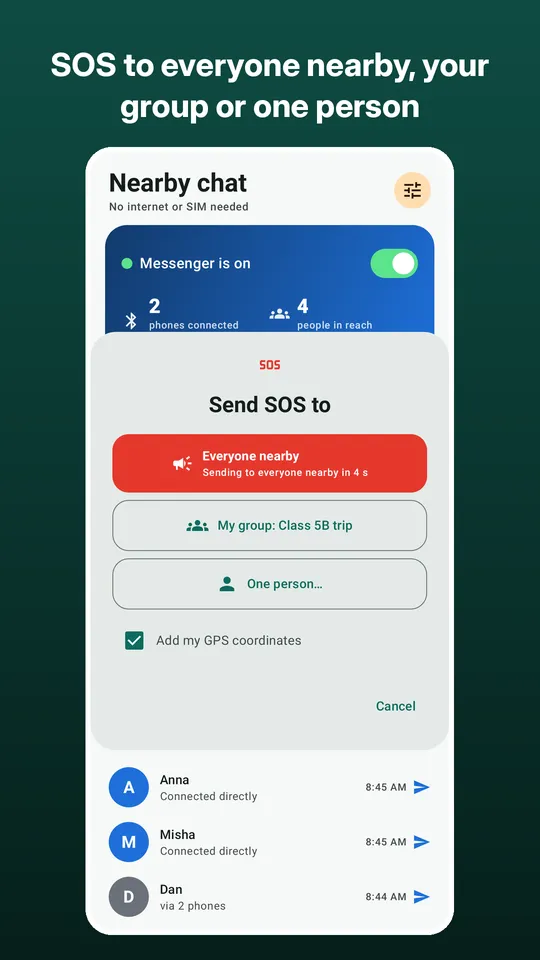 SOS to everyone nearby, your
group or one person
Nearby chat
No internet or SIM needed
Messenger is on
2
phones connected
4
people in reach
SOS
Send SOS to
Everyone nearby
Sending to everyone nearby in 4 s
My group: Class 5B trip
One person…
Add my GPS coordinates
Cancel
A
Anna
Connected directly
8:45 AM
M
Misha
Connected directly
8:45 AM
D
Dan
via 2 phones
8:44 AM